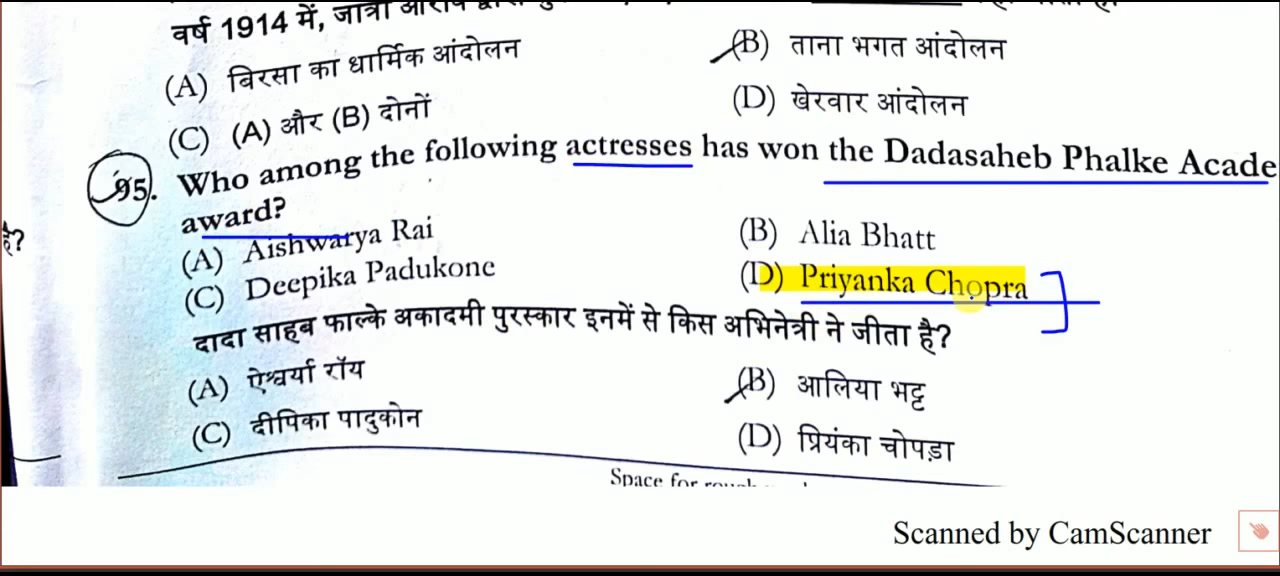 वर्ष 1914 में, जात्रा
(A) बिरसा का धार्मिक आंदोलन
(B) ताना भगत आंदोलन
(C) (A) और (B) दोनों
(D) खेरवार आंदोलन
95. Who among the following actresses has won the Dadasaheb Phalke Acade
award?
(A) Aishwarya Rai
(B) Alia Bhatt
(C) Deepika Padukone
(D) Priyanka Chopra
है?
दादा साहब फाल्के अकादमी पुरस्कार इनमें से किस अभिनेत्री ने जीता है?
(A) ऐश्वर्या रॉय
(B) आलिया भट्ट
(C) दीपिका पादुकोन
(D) प्रियंका चोपड़ा
Space for
Scanned by CamScanner